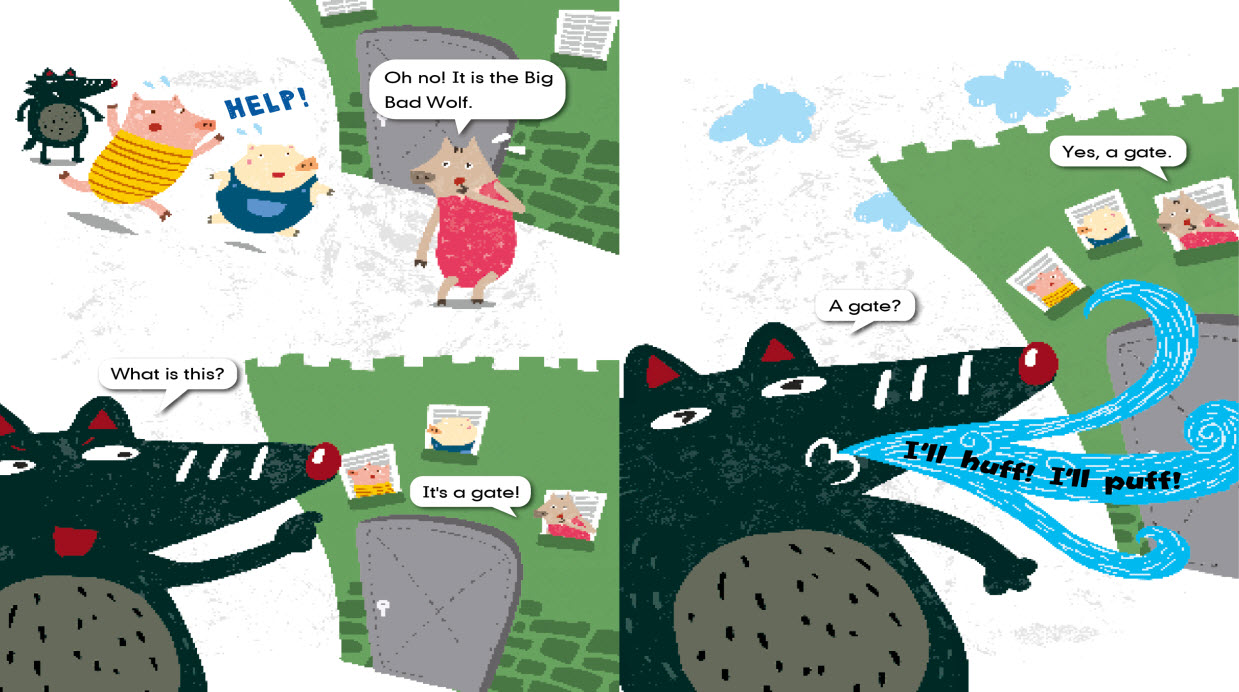 HELP!
Oh no! It is the Big
Bad Wolf.
What is this?
It's a gate!
A gate?
Yes, a gate.
I'll huff! I'll puff!